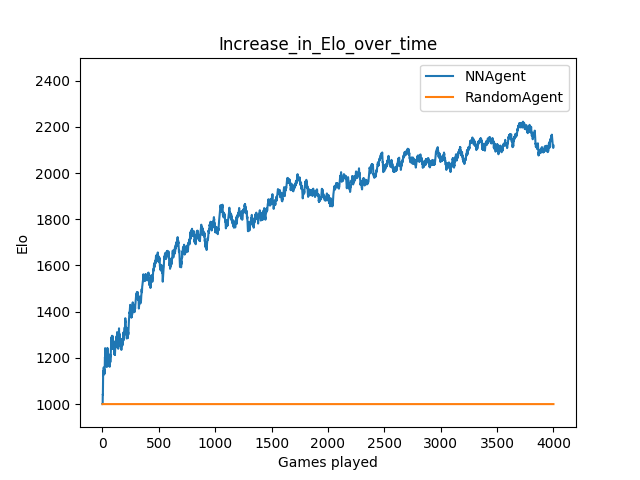 Increase_in_Elo_over_time
NNAgent
RandomAgent
2400
2200
2000
1800
1600
1400
1200
1000
Elo
0 500 1000 1500 2000 2500 3000 3500 4000
Games played